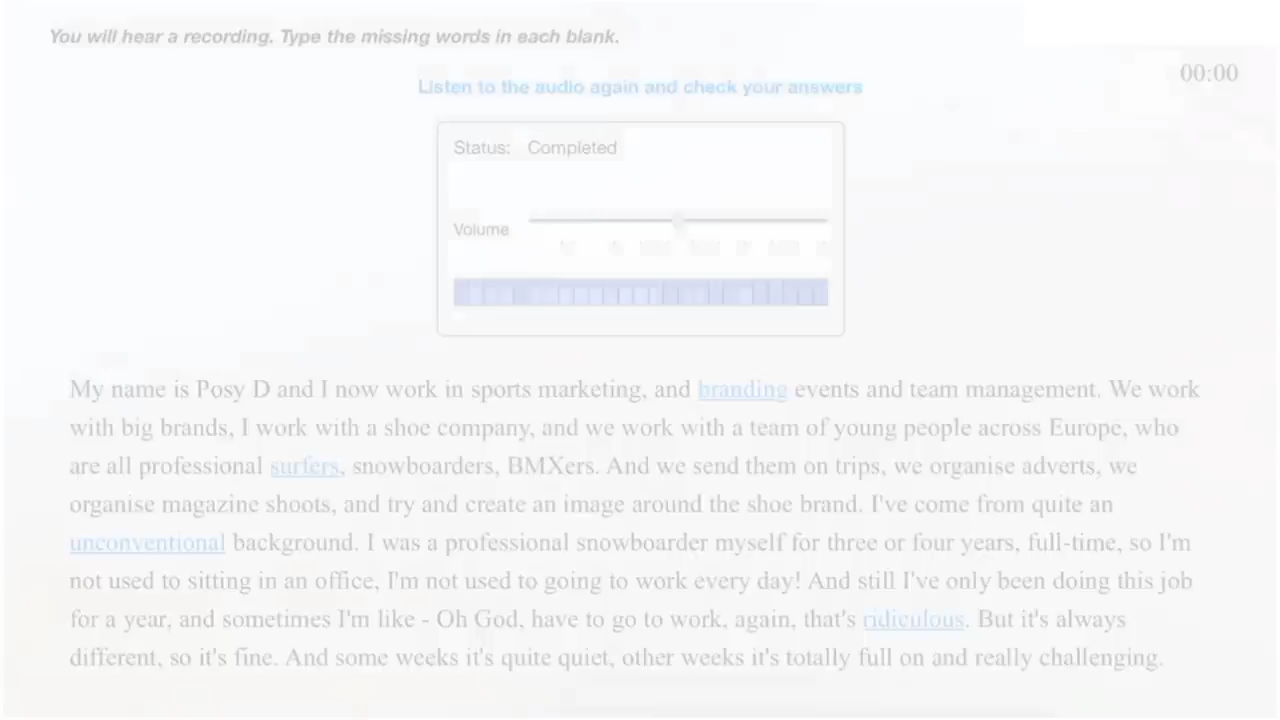 You will hear a recording. Type the missing words in each blank.
00:00
Listen to the audio again and check your answers
Status: Completed
Volume
My name is Posy D and I now work in sports marketing, and branding events and team management. We work
with big brands, I work with a shoe company, and we work with a team of young people across Europe, who
are all professional surfers, snowboarders, BMXers. And we send them on trips, we organise adverts, we
organise magazine shoots, and try and create an image around the shoe brand. I've come from quite an
unconventional background. I was a professional snowboarder myself for three or four years, full-time, so I'm
not used to sitting in an office, I'm not used to going to work every day! And still I've only been doing this job
for a year, and sometimes I'm like - Oh God, have to go to work, again, that's ridiculous. But it's always
different, so it's fine. And some weeks it's quite quiet, other weeks it's totally full on and really challenging.